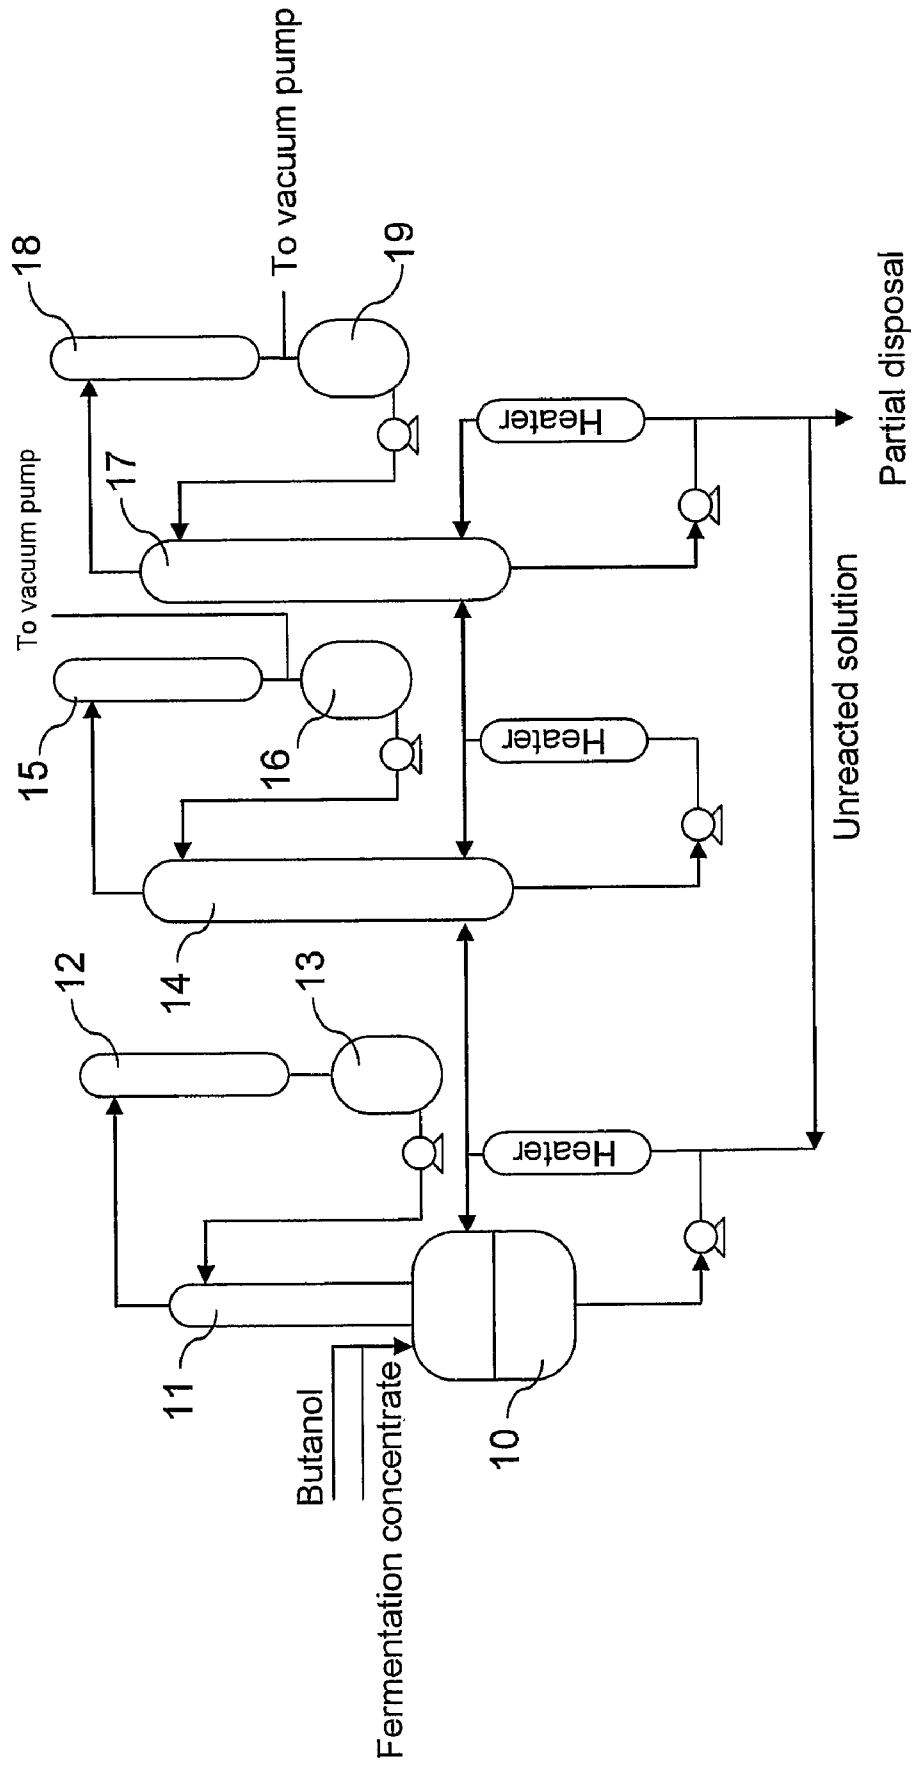 Butanol
Fermentation concentrate
10
11
12
13
Heater
14
15
16
To vacuum pump
Heater
17
18
19
To vacuum pump
Heater
Unreacted solution
Partial disposal